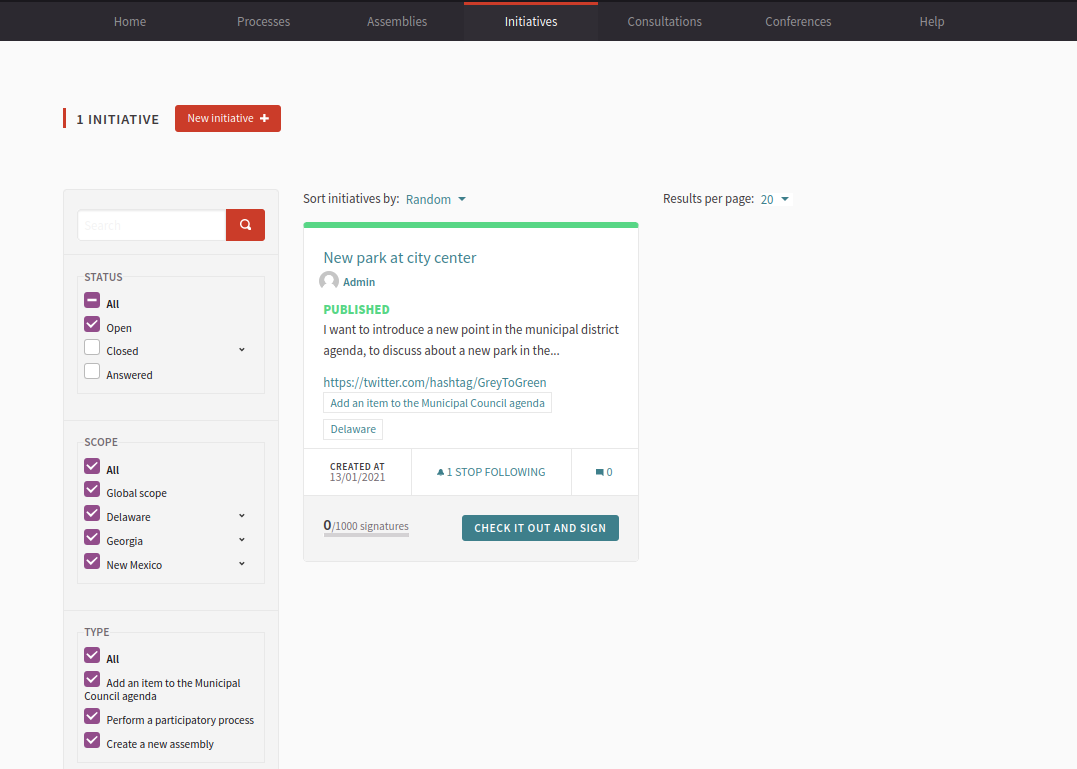 Home Processes Assemblies Initiatives Consultations Conferences Help
1 INITIATIVE
New initiative
Search
STATUS
All
Open
Closed
Answered
SCOPE
All
Global scope
Delaware
Georgia
New Mexico
TYPE
All
Add an item to the Municipal
Council agenda
Perform a participatory process
Create a new assembly
Sort initiatives by: Random
Results per page: 20
New park at city center
Admin
PUBLISHED
I want to introduce a new point in the municipal district
agenda, to discuss about a new park in the...
https://twitter.com/hashtag/GreyToGreen
Add an item to the Municipal Council agenda
Delaware
CREATED AT
13/01/2021
1 STOP FOLLOWING
0
0/1000 signatures
CHECK IT OUT AND SIGN